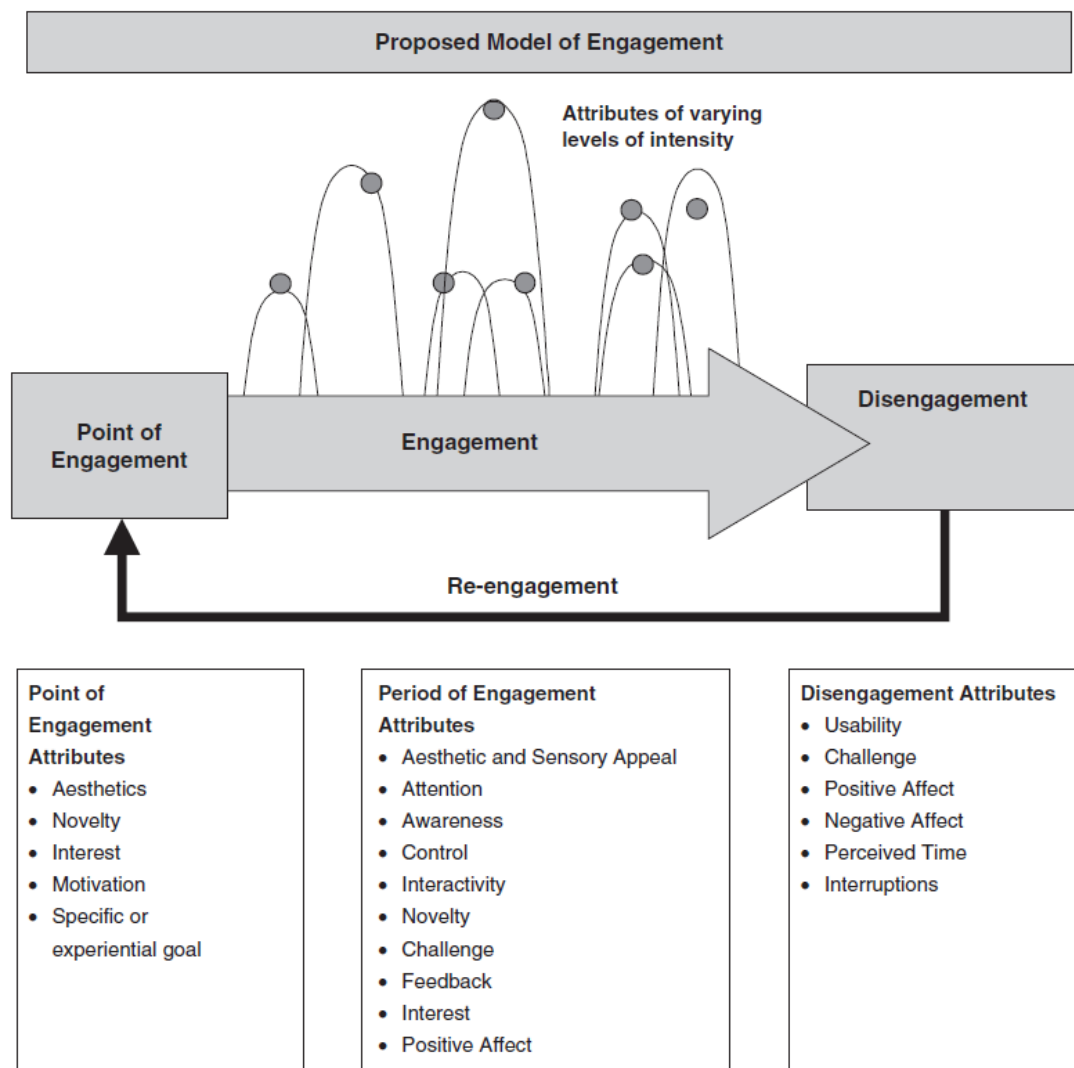 Proposed Model of Engagement
Attributes of varying
levels of intensity
Point of
Engagement
Engagement
Disengagement
Re-engagement
Point of
Engagement
Attributes
• Aesthetics
• Novelty
• Interest
• Motivation
• Specific or
experiential goal
Period of Engagement
Attributes
• Aesthetic and Sensory Appeal
• Attention
• Awareness
• Control
• Interactivity
• Novelty
• Challenge
• Feedback
• Interest
• Positive Affect
Disengagement Attributes
• Usability
• Challenge
• Positive Affect
• Negative Affect
• Perceived Time
• Interruptions